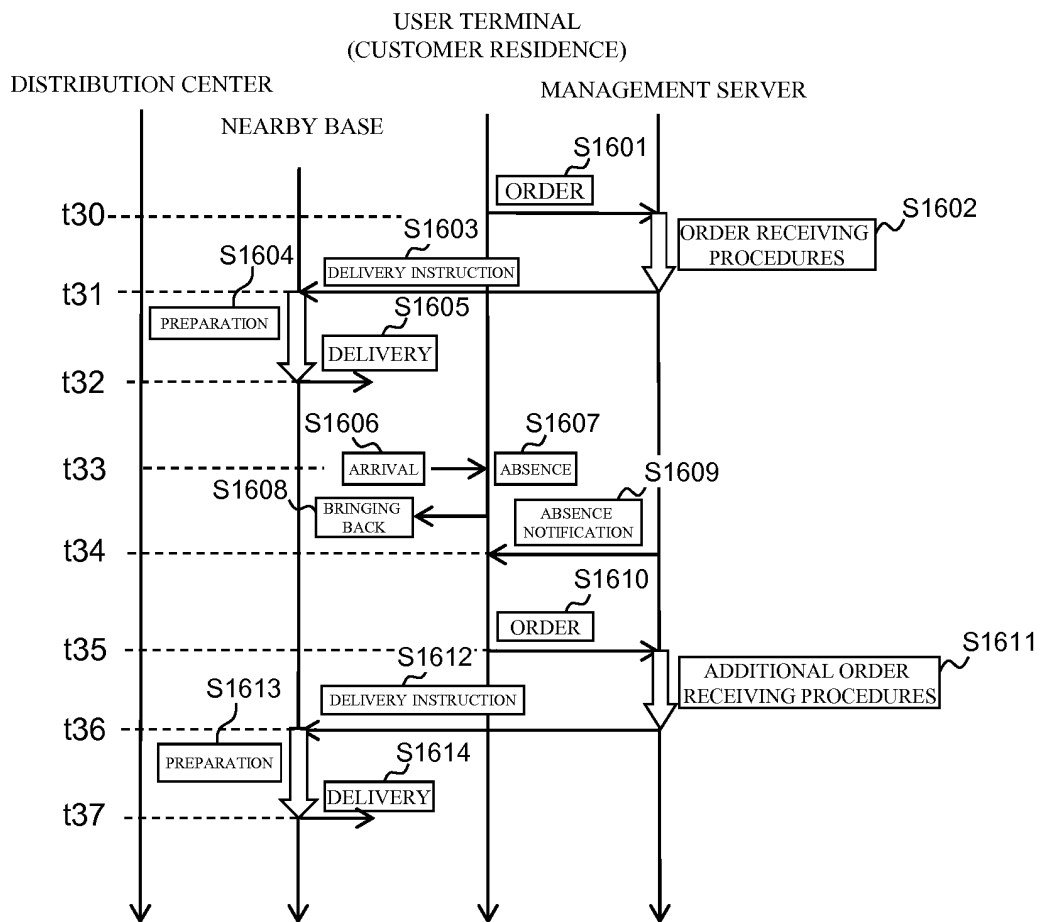 USER TERMINAL
(CUSTOMER RESIDENCE)
DISTRIBUTION CENTER
MANAGEMENT SERVER
NEARBY BASE
S1601
ORDER
t30
S1602
ORDER RECEIVING
PROCEDURES
S1603
S1604
DELIVERY INSTRUCTION
t31
PREPARATION
S1605
DELIVERY
t32
S1606
S1607
t33
ARRIVAL
ABSENCE
S1608
S1609
BRINGING
BACK
ABSENCE
NOTIFICATION
t34
S1610
ORDER
t35
S1611
ADDITIONAL ORDER
RECEIVING PROCEDURES
S1612
S1613
DELIVERY INSTRUCTION
t36
PREPARATION
S1614
DELIVERY
t37